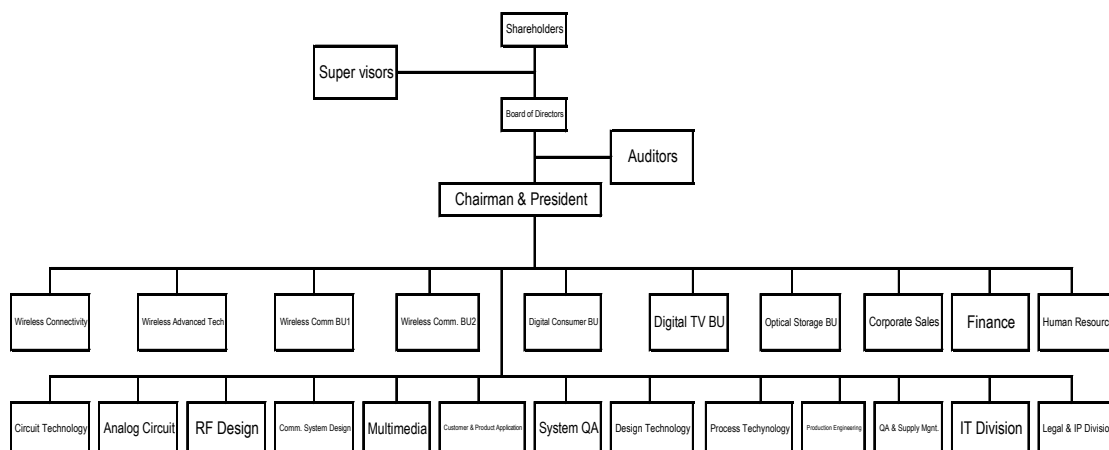 Shareholders
Super visors
Board of Directors
Auditors
Chairman & President
Wireless Connectivity
Wireless Advanced Tech
Wireless Comm BU1
Wireless Comm. BU2
Digital Consumer BU
Digital TV BU
Optical Storage BU
Corporate Sales
Finance
Human Resourc
Circuit Technology
Analog Circuit
RF Design
Comm. System Design
Multimedia
Customer & Product Application
System QA
Design Technology
Process Techynology
Production Engineering
QA & Supply Mgnt.
IT Division
Legal & IP Divisio